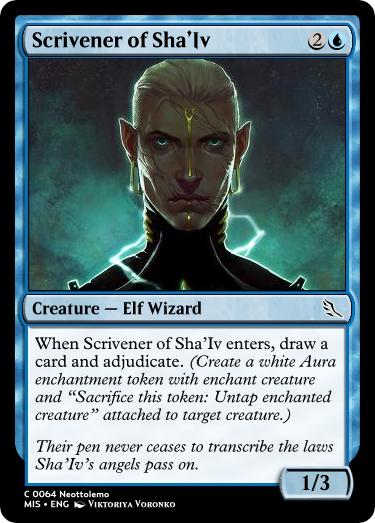 Scrivener of Sha'Iv 2
Creature — Elf Wizard
When Scrivener of Sha'Iv enters, draw a
card and adjudicate. (Create a white Aura
enchantment token with enchant creature
and “Sacrifice this token: Untap enchanted
creature” attached to target creature.)
Their pen never ceases to transcribe the laws
Sha'Iv's angels pass on.
1/3
C 0064 Neottolemo
MIS • ENG Viktoriya Voronko